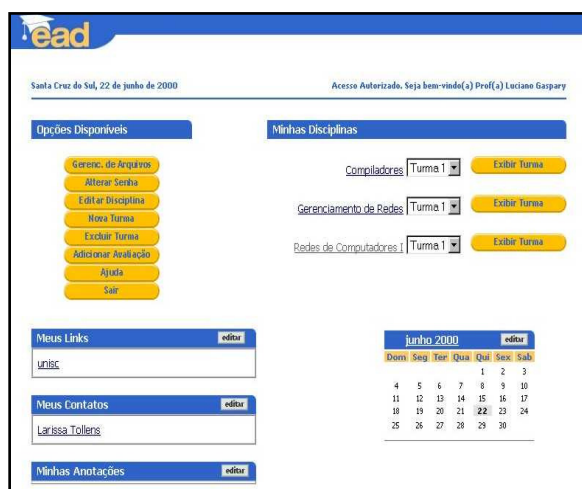 ead
Santa Cruz do Sul, 22 de junho de 2000
Acesso Autorizado. Seja bem-vindo(a) Prof(a) Luciano Gaspary
Opções Disponíveis
Gerenc. de Arquivos
Alterar Senha
Editar Disciplina
Nova Turma
Excluir Turma
Adicionar Avaliação
Ajuda
Sair
Minhas Disciplinas
Compiladores Turma 1 Exibir Turma
Gerenciamento de Redes Turma 1 Exibir Turma
Redes de Computadores I Turma 1 Exibir Turma
Meus Links editar
unisc
Meus Contatos editar
Larissa Tollens
Minhas Anotações editar
junho 2000 editar
Dom Seg Ter Qua Qui Sex Sab
1 2 3
4 5 6 7 8 9 10
11 12 13 14 15 16 17
18 19 20 21 22 23 24
25 26 27 28 29 30